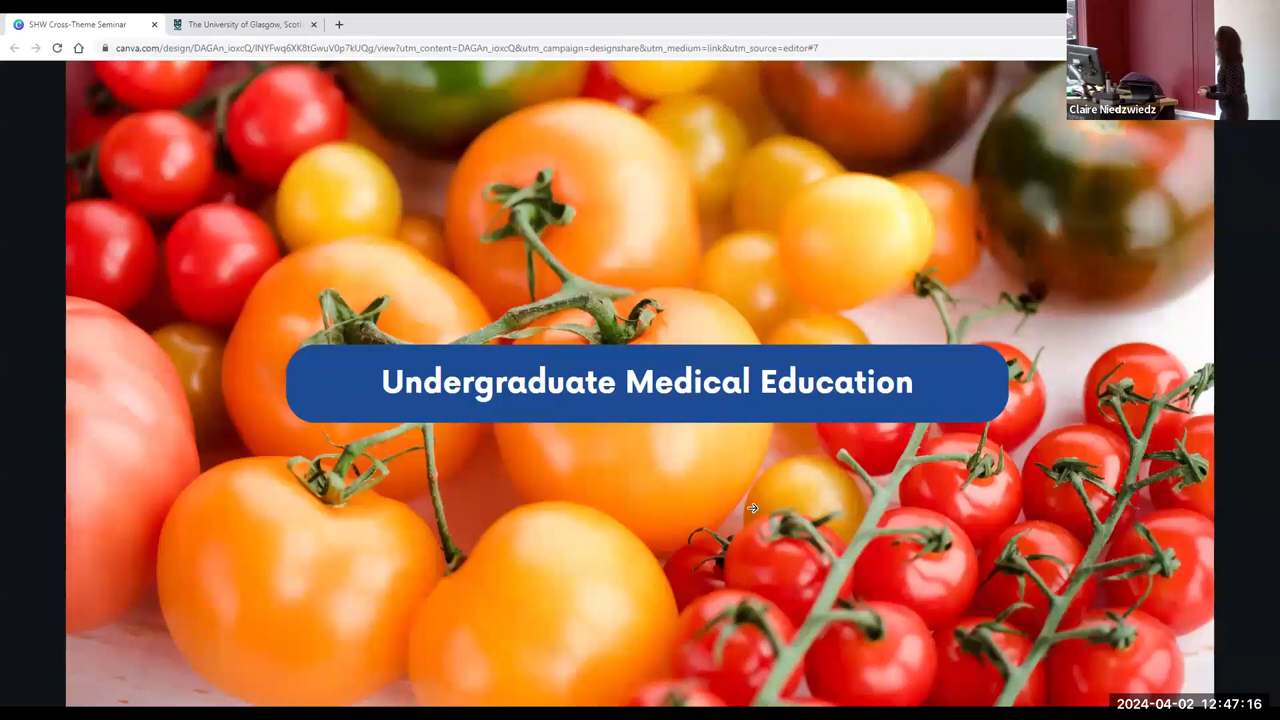 SHW Cross-Theme Seminar
The University of Glasgow, Scotl
canva.com/design/DAGAn_ioxcQ/lNYFwq6XK8tGwuV0p7kUOg/view?utm_content=DAGAn_ioxcQ&utm_campaign=designshare&utm_medium=link&utm_source=editor#7
Claire Niedzwiedz
Undergraduate Medical Education
2024-04-02 12:47:16